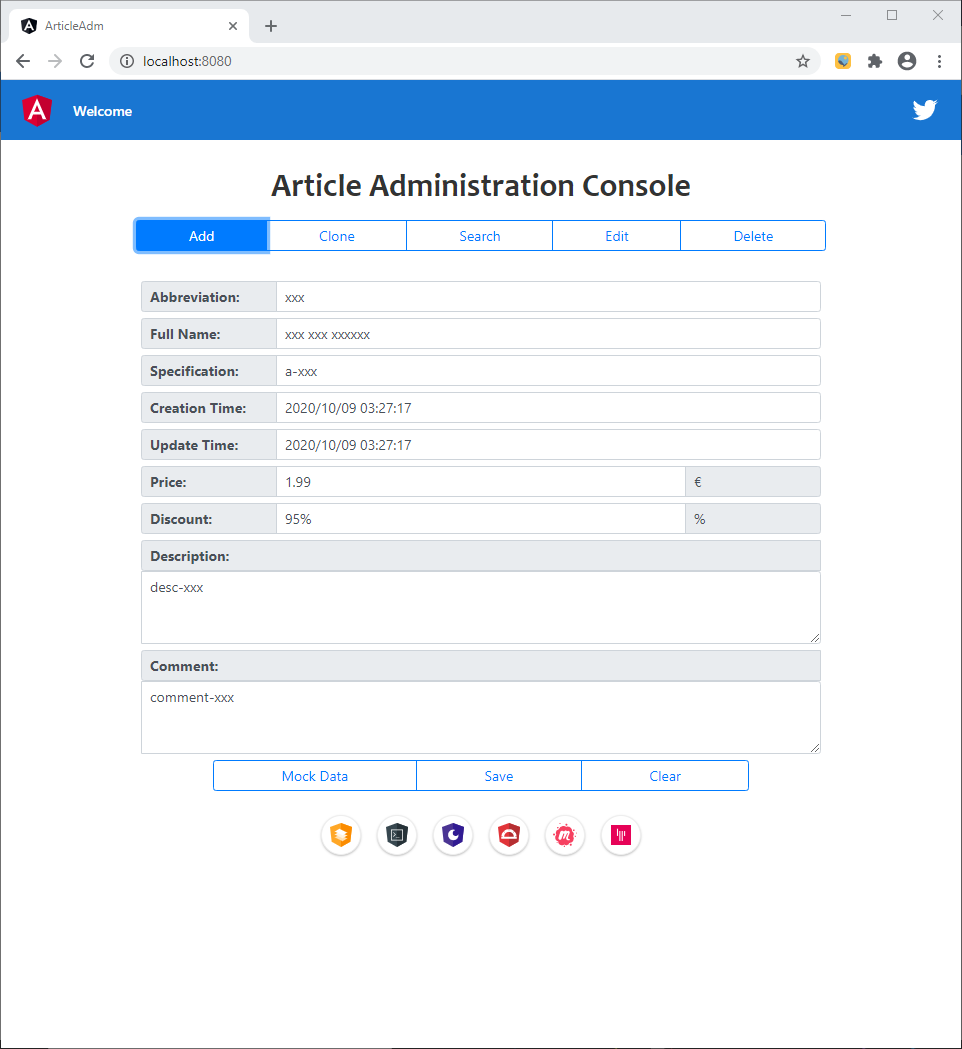 ArticleAdm
localhost:8080
Welcome
Article Administration Console
Add Clone Search Edit Delete
Abbreviation: xxx
Full Name: xxx xxx xxxxxx
Specification: a-xxx
Creation Time: 2020/10/09 03:27:17
Update Time: 2020/10/09 03:27:17
Price: 1.99 €
Discount: 95% %
Description:
desc-xxx
Comment:
comment-xxx
Mock Data Save Clear